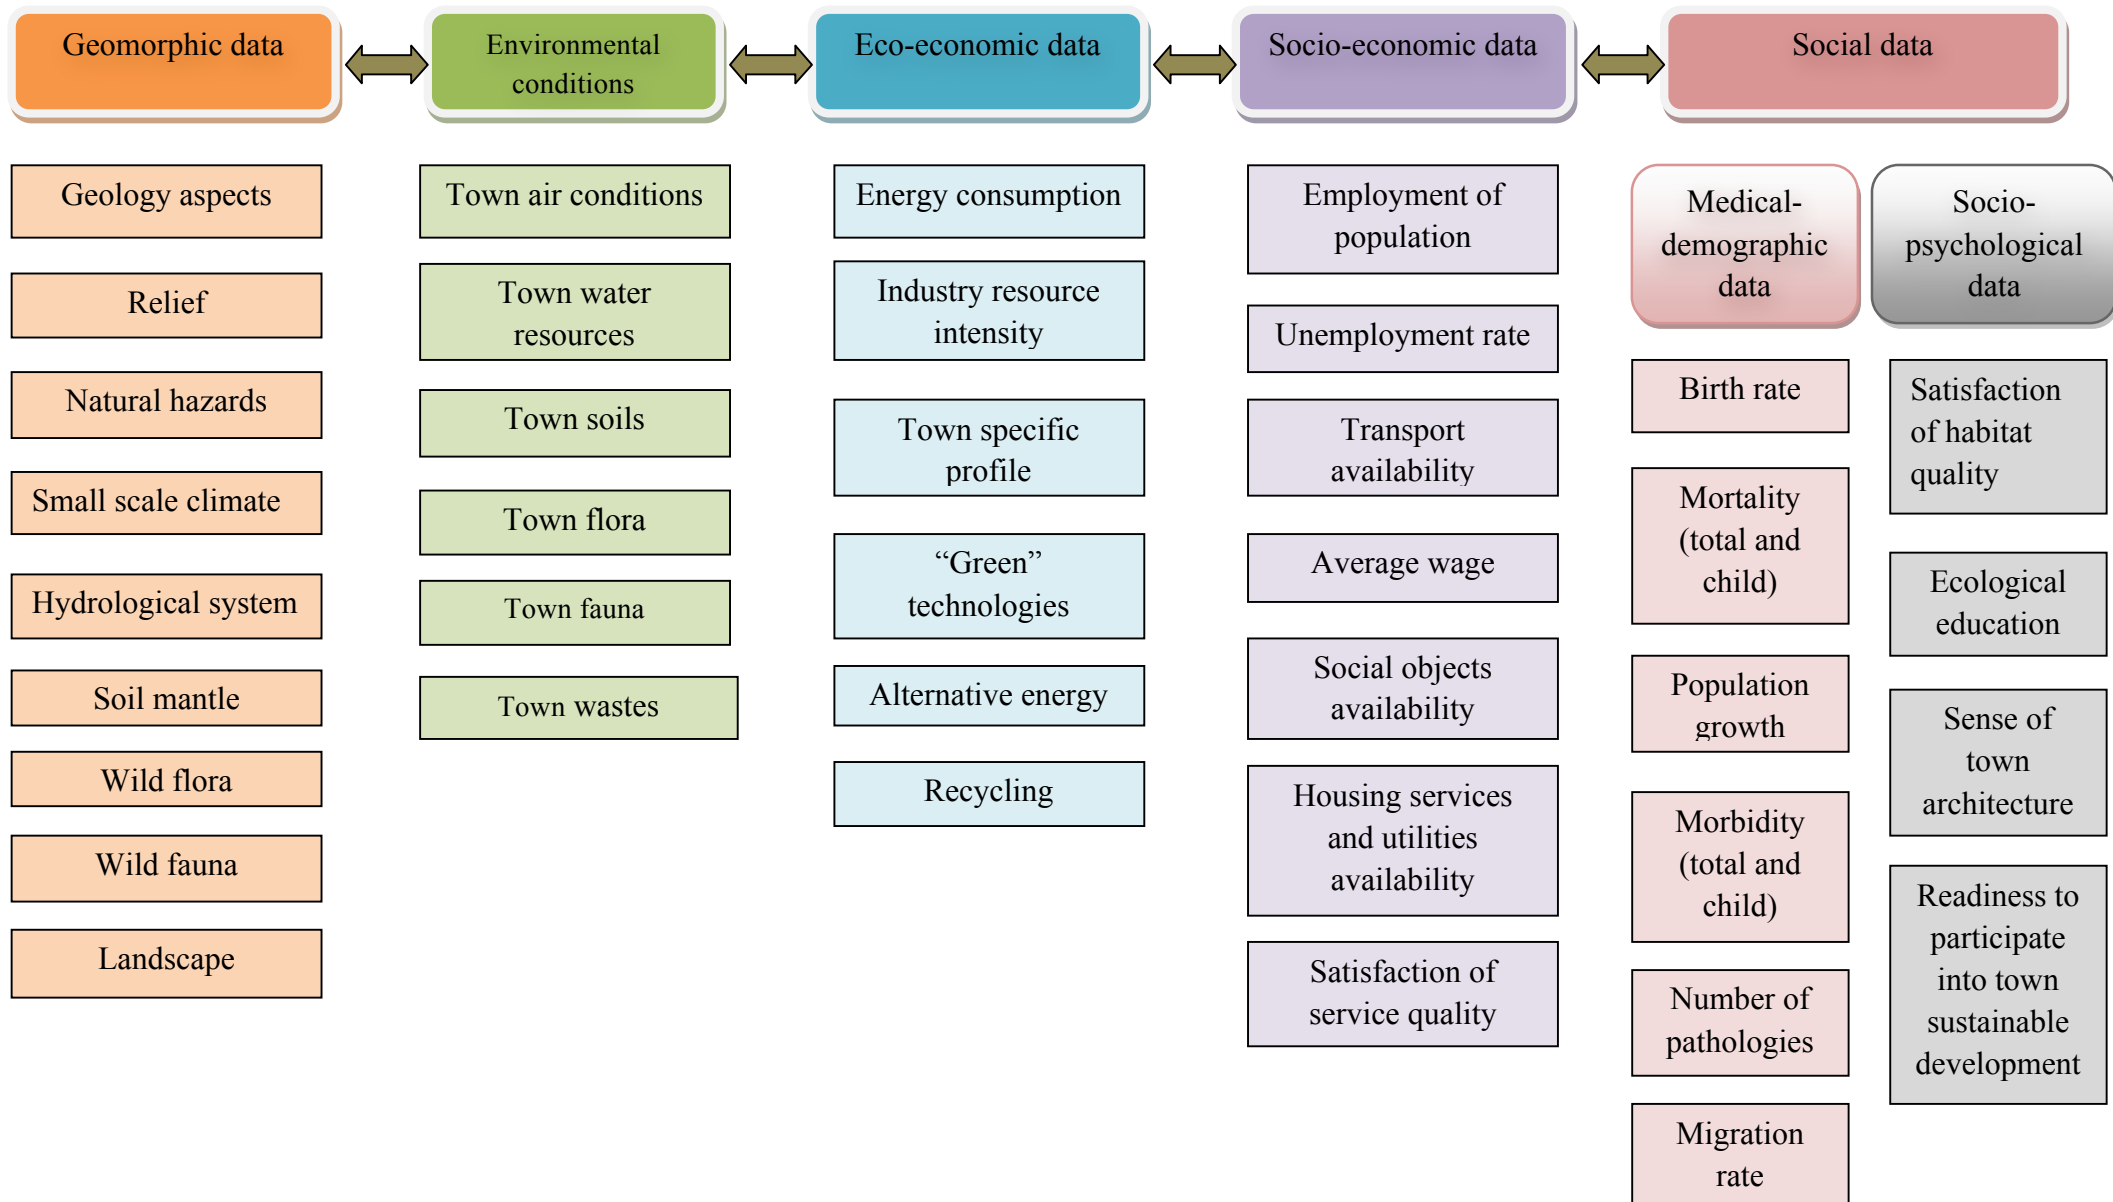 Geomorphic data
Environmental
conditions
Eco-economic data
Socio-economic data
Social data
Geology aspects
Relief
Natural hazards
Small scale climate
Hydrological system
Soil mantle
Wild flora
Wild fauna
Landscape
Town air conditions
Town water
resources
Town soils
Town flora
Town fauna
Town wastes
Energy consumption
Industry resource
intensity
Town specific
profile
“Green”
technologies
Alternative energy
Recycling
Employment of
population
Unemployment rate
Transport
availability
Average wage
Social objects
availability
Housing services
and utilities
availability
Satisfaction of
service quality
Medical-
demographic
data
Birth rate
Mortality
(total and
child)
Population
growth
Morbidity
(total and
child)
Number of
pathologies
Migration
rate
Socio-
psychological
data
Satisfaction
of habitat
quality
Ecological
education
Sense of
town
architecture
Readiness to
participate
into town
sustainable
development